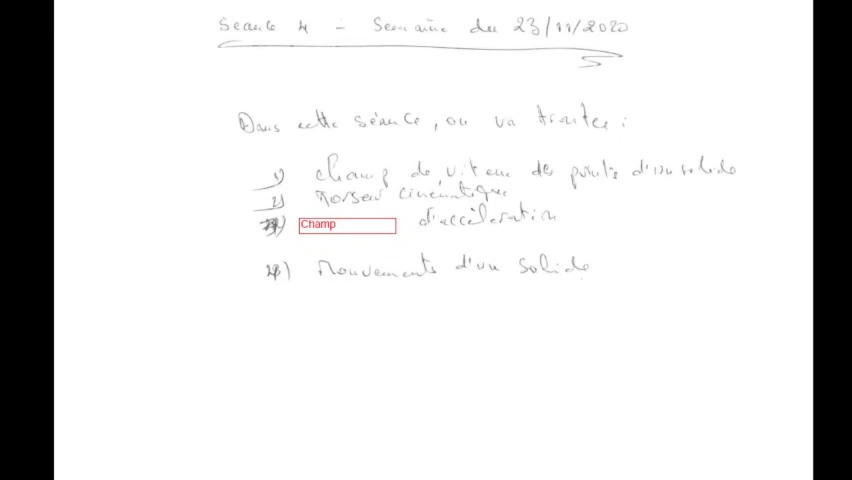 Séance 4 - Semaine du 23/11/2020
Dans cette séance, on va traiter :
1) champ de vitesse des points d'un solide
2) Torseur cinématique
3) Champ d'accèleration
4) Mouvements d'un solide